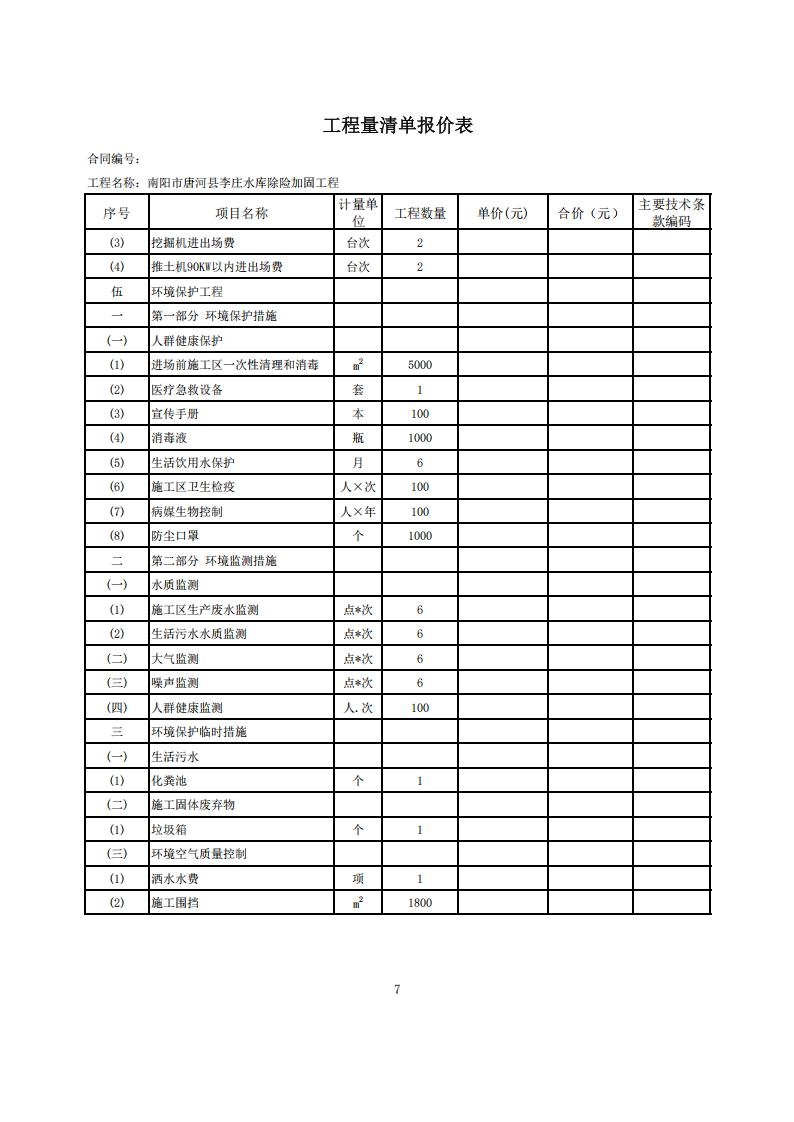 工程量清单报价表
合同编号：
工程名称：南阳市唐河县李庄水库除险加固工程
序号 项目名称 计量单位 工程数量 单价(元) 合价（元） 主要技术条款编码
(3) 挖掘机进出场费 台次 2
(4) 推土机90KW以内进出场费 台次 2
伍 环境保护工程
一 第一部分 环境保护措施
(一) 人群健康保护
(1) 进场前施工区一次性清理和消毒 m² 5000
(2) 医疗急救设备 套 1
(3) 宣传手册 本 100
(4) 消毒液 瓶 1000
(5) 生活饮用水保护 月 6
(6) 施工区卫生检疫 人×次 100
(7) 病媒生物控制 人×年 100
(8) 防尘口罩 个 1000
二 第二部分 环境监测措施
(一) 水质监测
(1) 施工区生产废水监测 点*次 6
(2) 生活污水水质监测 点*次 6
(二) 大气监测 点*次 6
(三) 噪声监测 点*次 6
(四) 人群健康监测 人.次 100
三 环境保护临时措施
(一) 生活污水
(1) 化粪池 个 1
(二) 施工固体废弃物
(1) 垃圾箱 个 1
(三) 环境空气质量控制
(1) 洒水水费 项 1
(2) 施工围挡 m² 1800
7